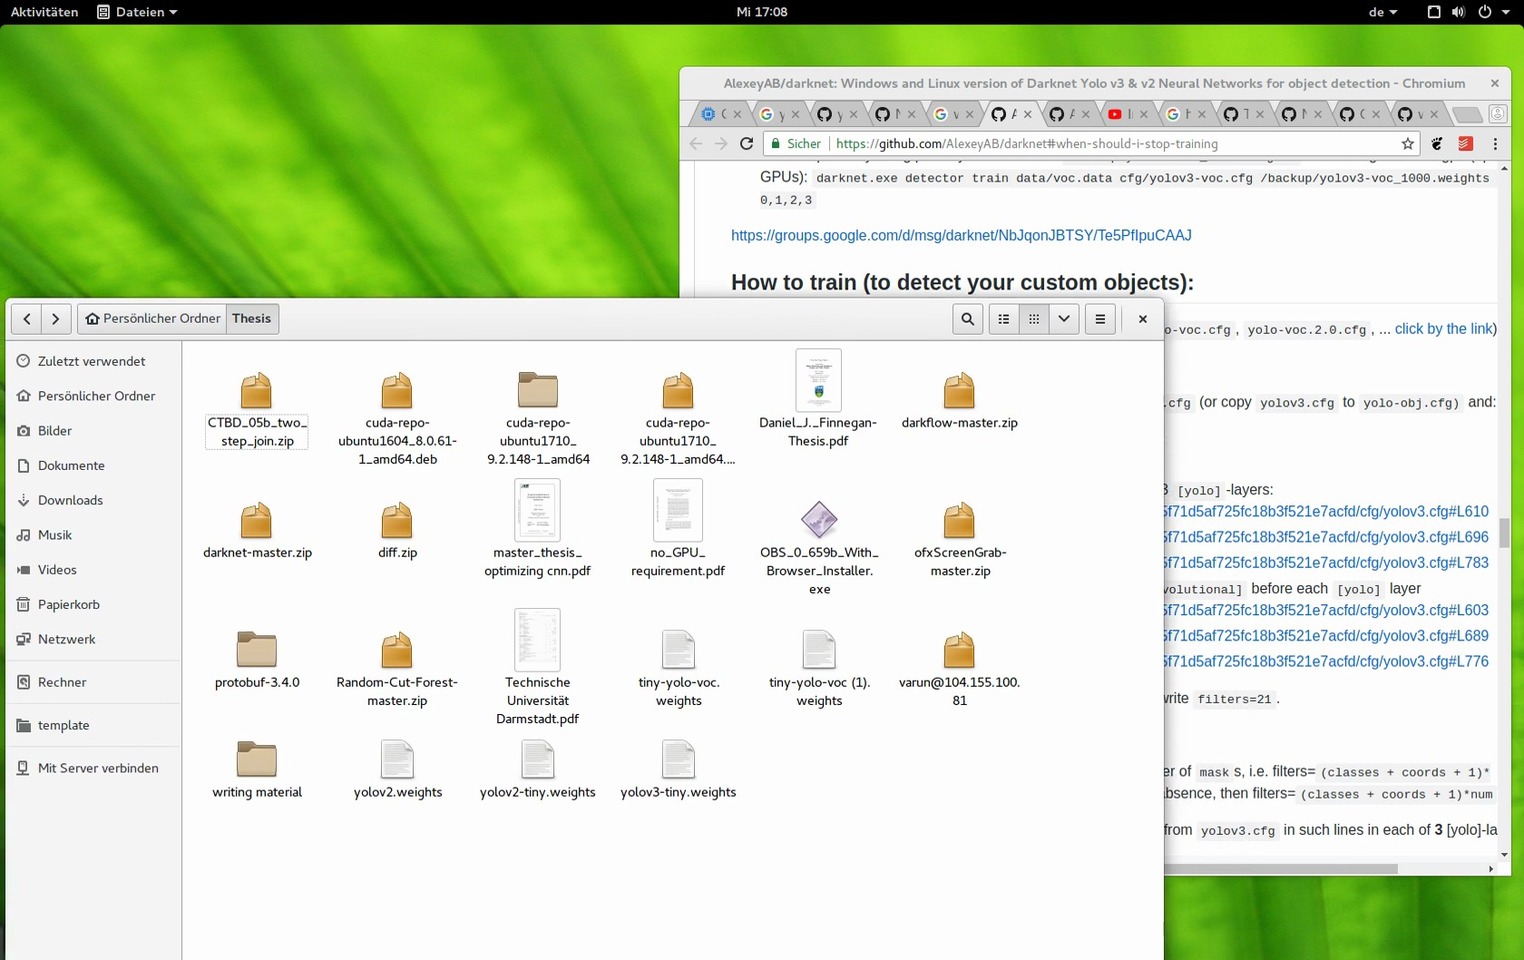 Aktivitäten
Dateien
Mi 17:08
de
AlexeyAB/darknet: Windows and Linux version of Darknet Yolo v3 & v2 Neural Networks for object detection - Chromium
Sicher
https://github.com/AlexeyAB/darknet#when-should-i-stop-training
GPUs): darknet.exe detector train data/voc.data cfg/yolov3-voc.cfg /backup/yolov3-voc_1000.weights
0,1,2,3
https://groups.google.com/d/msg/darknet/NbJqonJBTSY/Te5PfIpuCAAJ
How to train (to detect your custom objects):
o-voc.cfg , yolo-voc.2.0.cfg , ... click by the link)
.cfg (or copy yolov3.cfg to yolo-obj.cfg) and:
3 [yolo] -layers:
5f71d5af725fc18b3f521e7acfd/cfg/yolov3.cfg#L610
5f71d5af725fc18b3f521e7acfd/cfg/yolov3.cfg#L696
5f71d5af725fc18b3f521e7acfd/cfg/yolov3.cfg#L783
volutional] before each [yolo] layer
5f71d5af725fc18b3f521e7acfd/cfg/yolov3.cfg#L603
5f71d5af725fc18b3f521e7acfd/cfg/yolov3.cfg#L689
5f71d5af725fc18b3f521e7acfd/cfg/yolov3.cfg#L776
write filters=21 .
er of mask s, i.e. filters= (classes + coords + 1)*
absence, then filters= (classes + coords + 1)*num
from yolov3.cfg in such lines in each of 3 [yolo]-la
Persönlicher Ordner
Thesis
Zuletzt verwendet
Persönlicher Ordner
Bilder
Dokumente
Downloads
Musik
Videos
Papierkorb
Netzwerk
Rechner
template
Mit Server verbinden
CTBD_05b_two_
step_join.zip
cuda-repo-
ubuntu1604_8.0.61-
1_amd64.deb
cuda-repo-
ubuntu1710_
9.2.148-1_amd64
cuda-repo-
ubuntu1710_
9.2.148-1_amd64....
Daniel_J._Finnegan-
Thesis.pdf
darkflow-master.zip
darknet-master.zip
diff.zip
master_thesis_
optimizing cnn.pdf
no_GPU_
requirement.pdf
OBS_0_659b_With_
Browser_Installer.
exe
ofxScreenGrab-
master.zip
protobuf-3.4.0
Random-Cut-Forest-
master.zip
Technische
Universität
Darmstadt.pdf
tiny-yolo-voc.
weights
tiny-yolo-voc (1).
weights
varun@104.155.100.
81
writing material
yolov2.weights
yolov2-tiny.weights
yolov3-tiny.weights